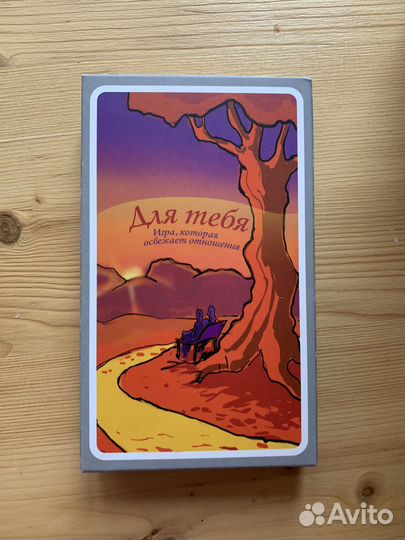 Для тебя
Игра, которая
освежает отношения
Avito